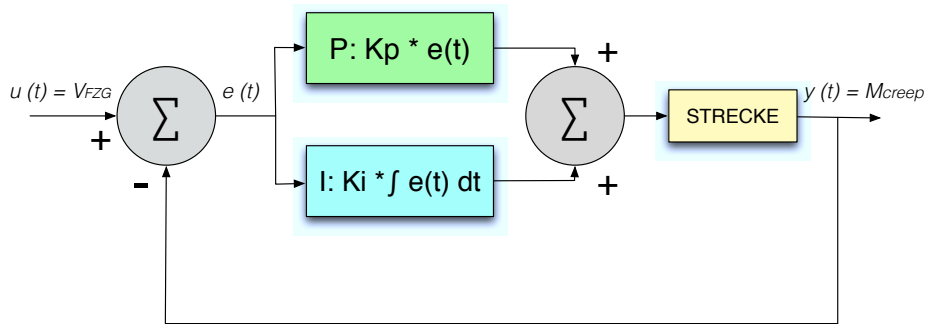 P: Kp * e(t)
+
u (t) = VFZG
e (t)
y (t) = Mcreep
Σ
Σ
STRECKE
+
-
I: Ki * ∫ e(t) dt
+